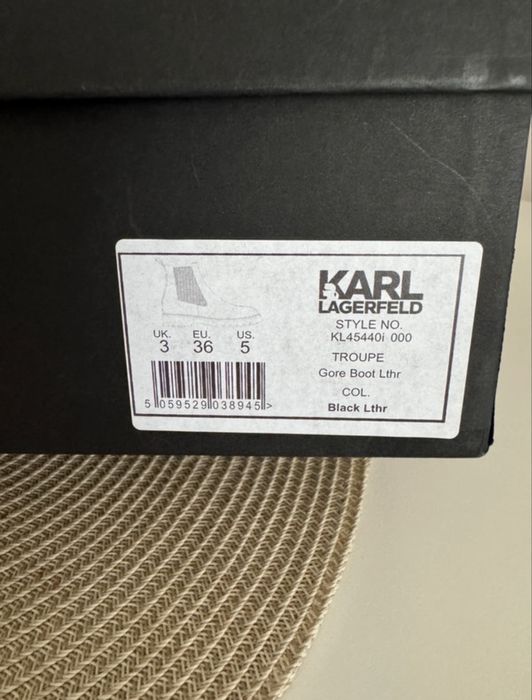 KARL
LAGERFELD
STYLE NO.
KL45440i 000
TROUPE
Gore Boot Lthr
COL.
Black Lthr
UK. EU. US.
3 36 5
5 059529 038945 >